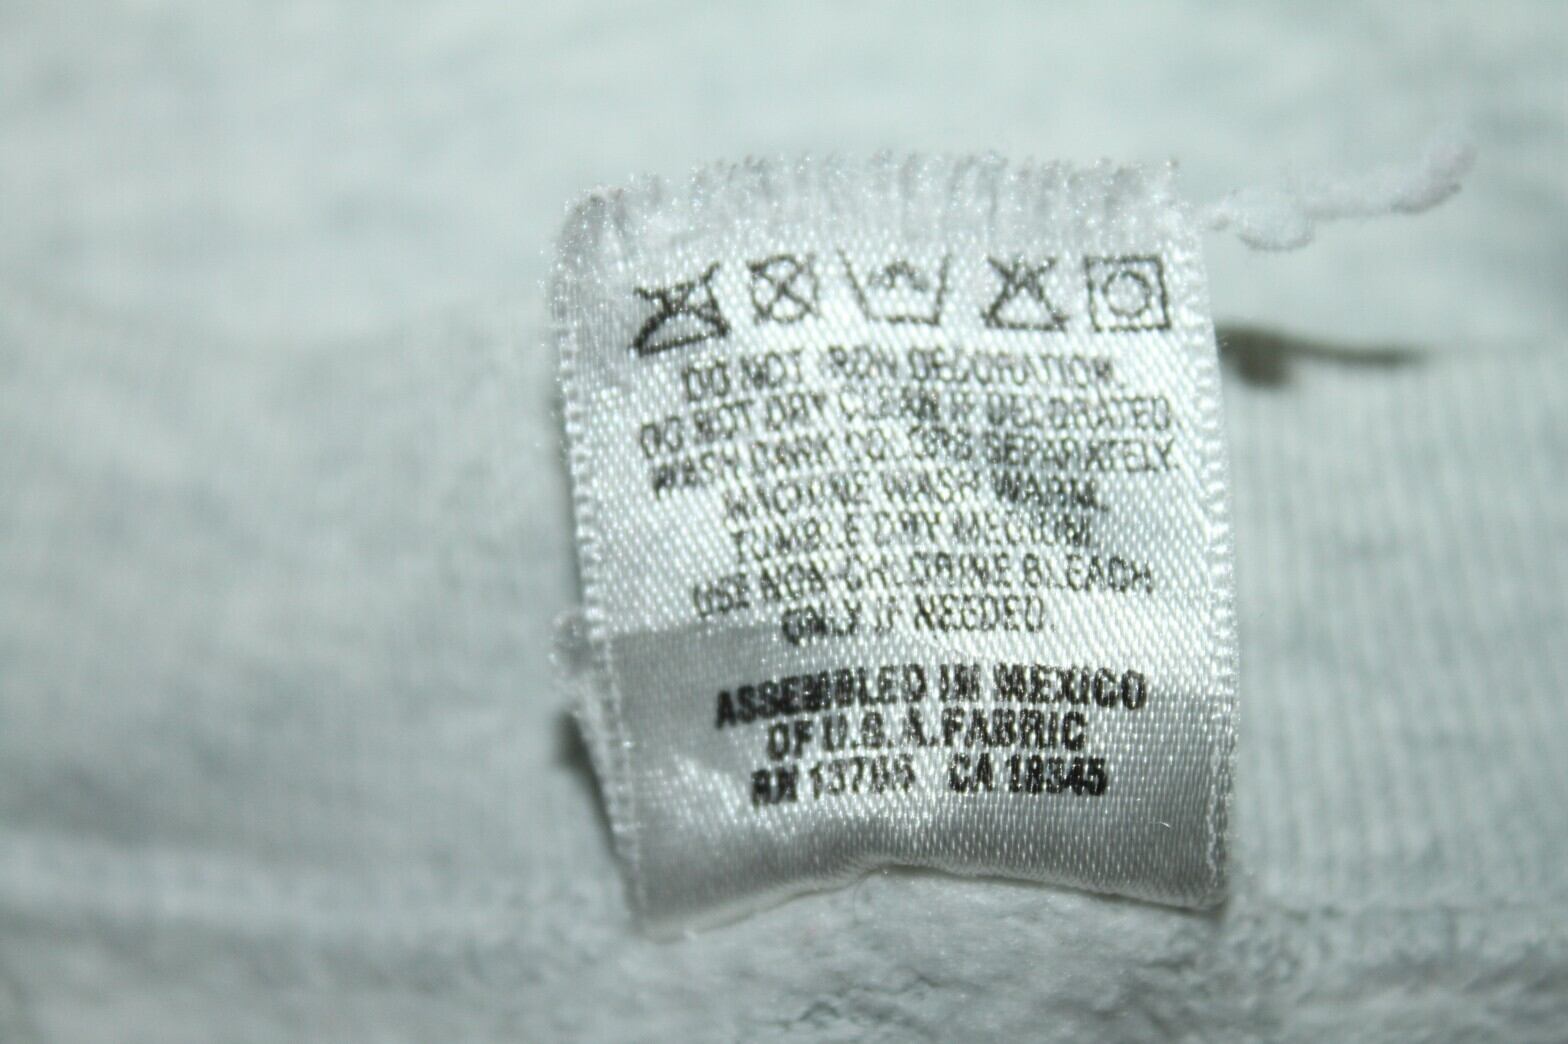 DO NOT IRON DECORATION
DO NOT DRY CLEAN IF DECORATED
WASH DARK COLORS SEPARATELY
MACHINE WASH WARM
TUMBLE DRY MEDIUM
USE NON-CHLORINE BLEACH
ONLY IF NEEDED
ASSEMBLED IN MEXICO
OF U.S.A. FABRIC
RN CA